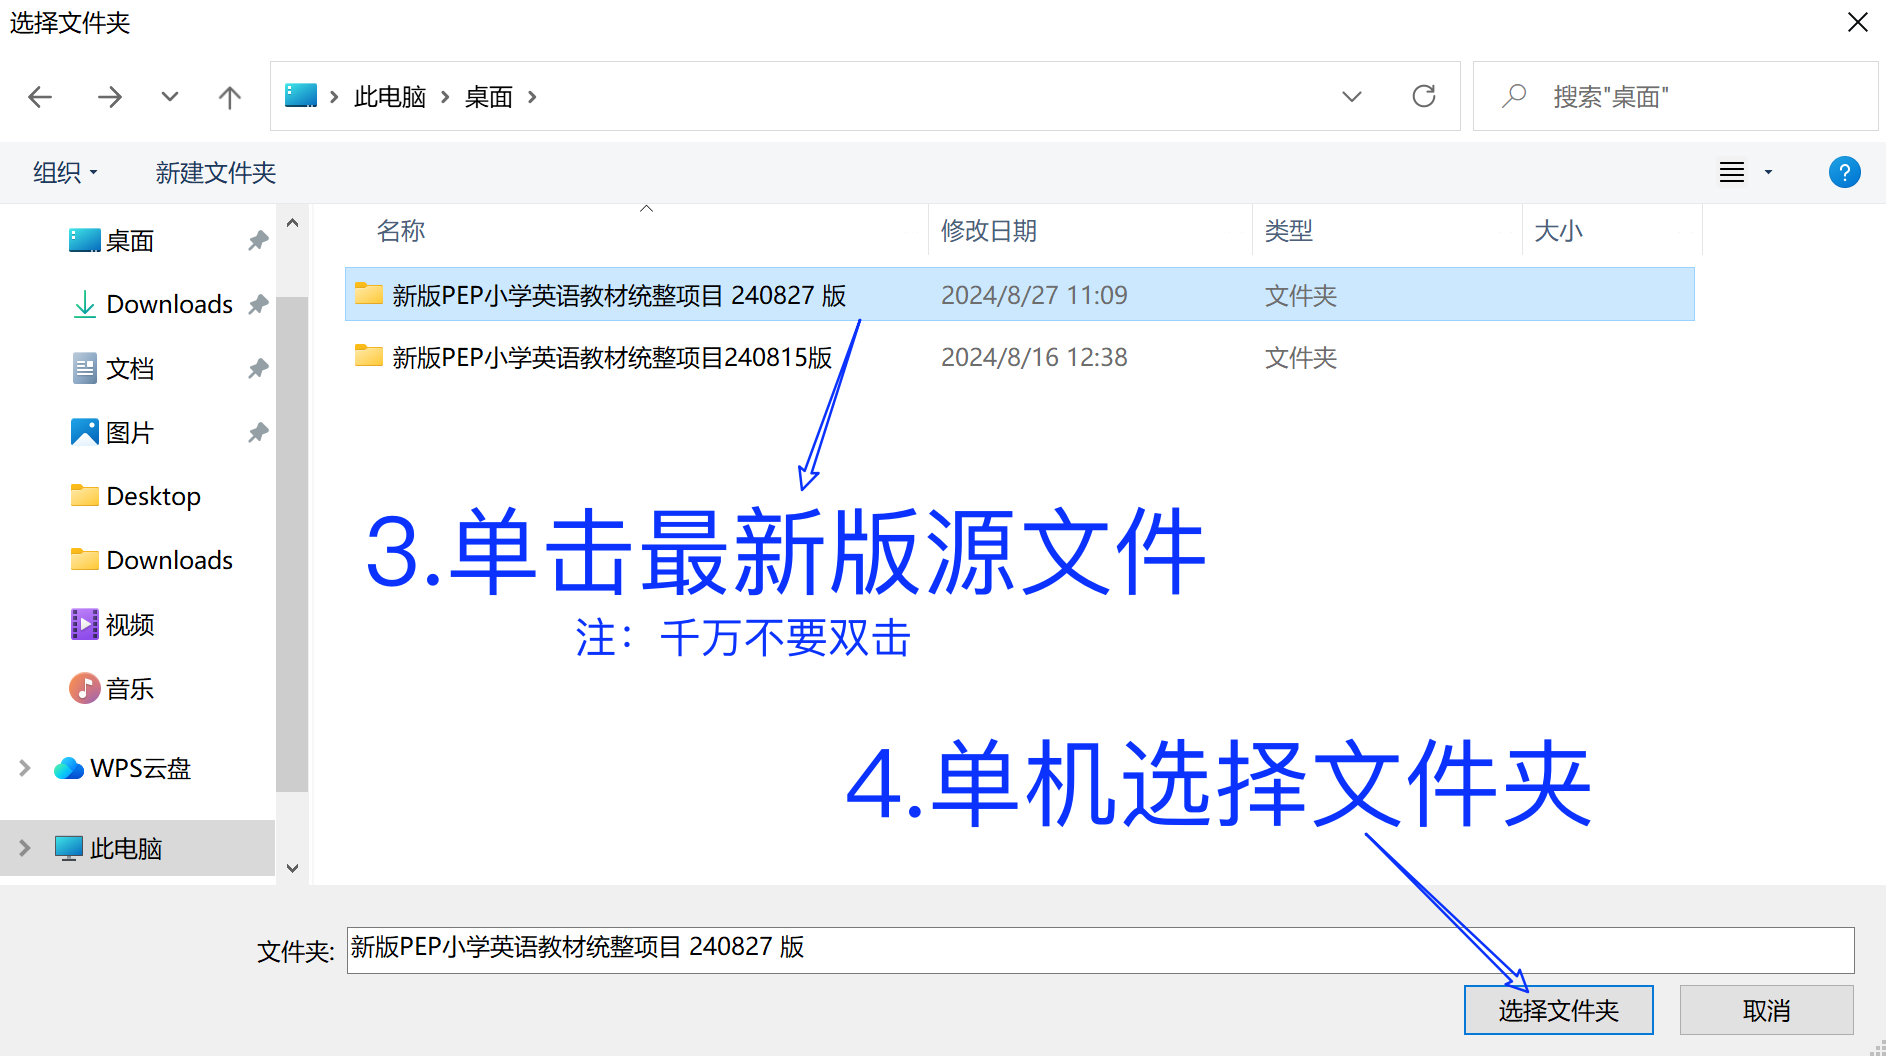 选择文件夹
此电脑 桌面
搜索"桌面"
组织 新建文件夹
名称 修改日期 类型 大小
桌面
Downloads
文档
图片
Desktop
Downloads
视频
音乐
WPS云盘
此电脑
新版PEP小学英语教材统整项目 240827 版 2024/8/27 11:09 文件夹
新版PEP小学英语教材统整项目240815版 2024/8/16 12:38 文件夹
3.单击最新版源文件
注：千万不要双击
4.单机选择文件夹
文件夹: 新版PEP小学英语教材统整项目 240827 版
选择文件夹 取消